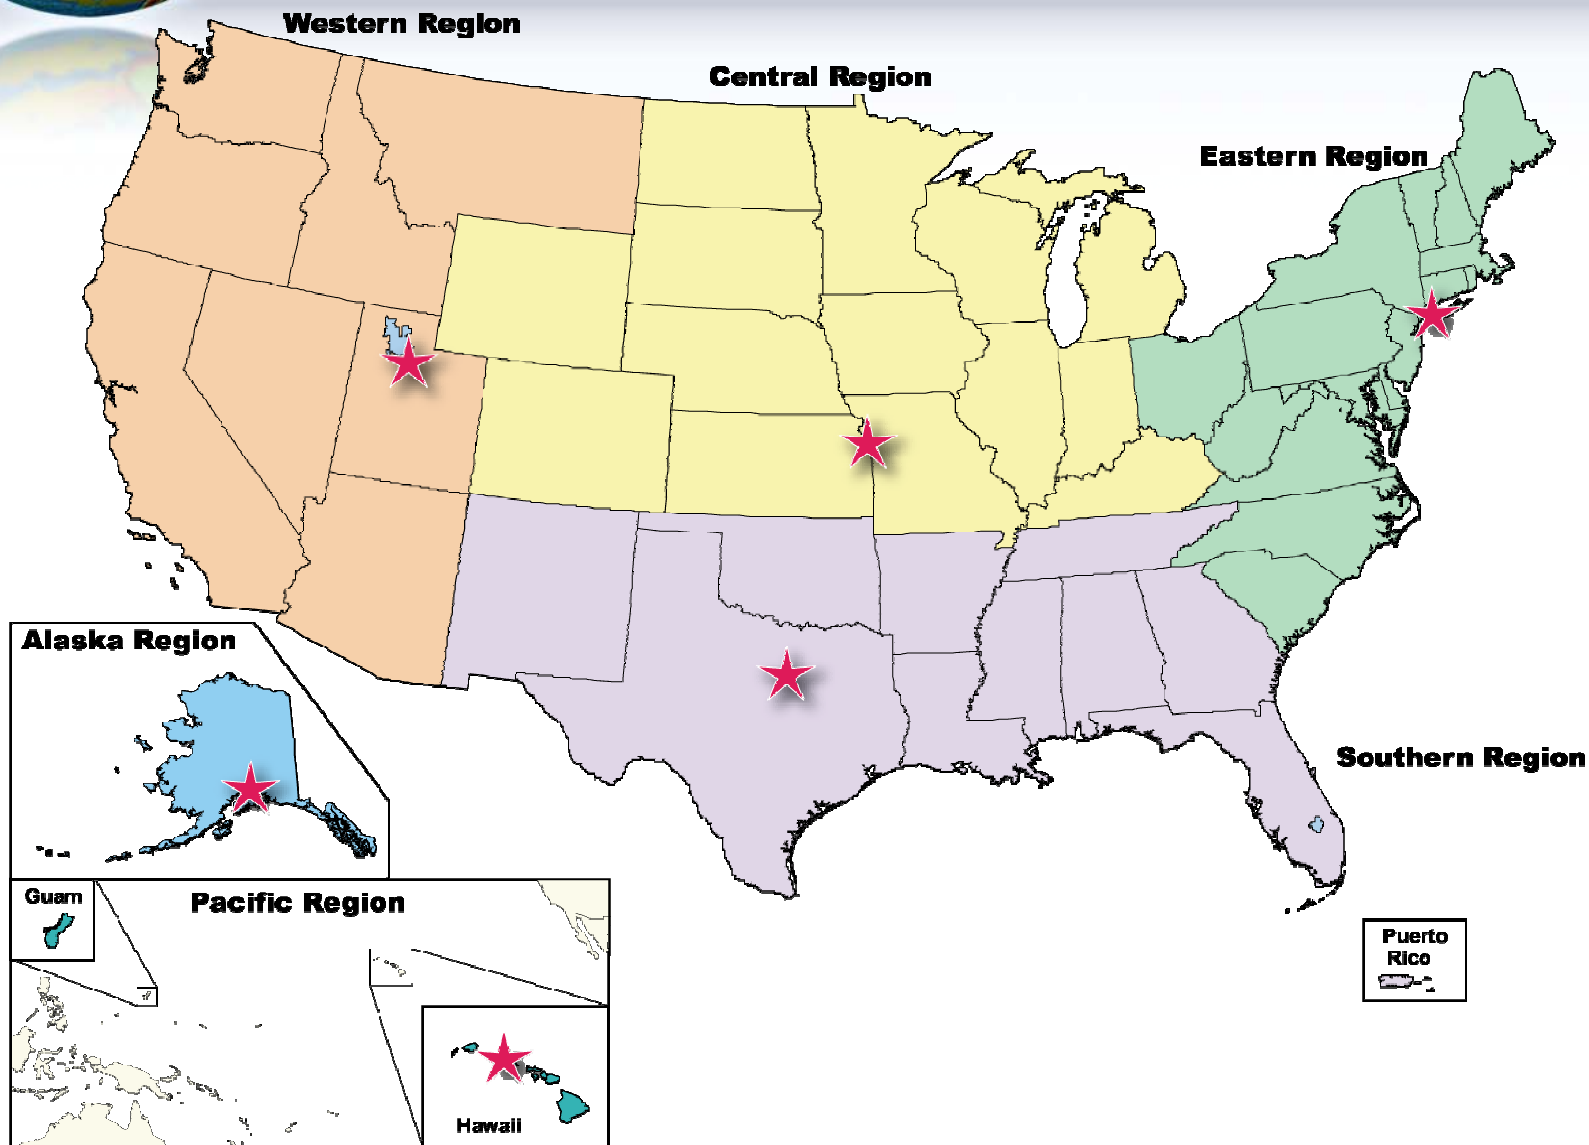 Western Region
Central Region
Eastern Region
Alaska Region
Southern Region
Guam
Pacific Region
Puerto
Rico
Hawaii